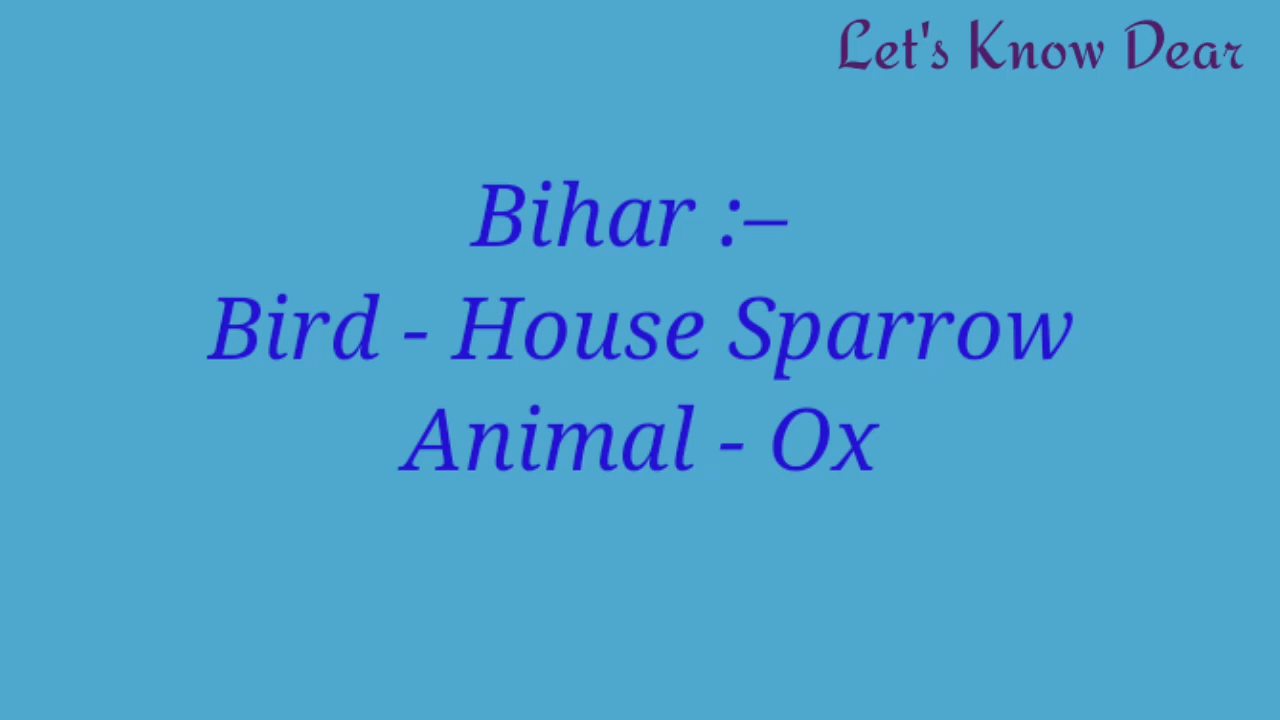 Let's Know Dear
Bihar :–
Bird - House Sparrow
Animal - Ox